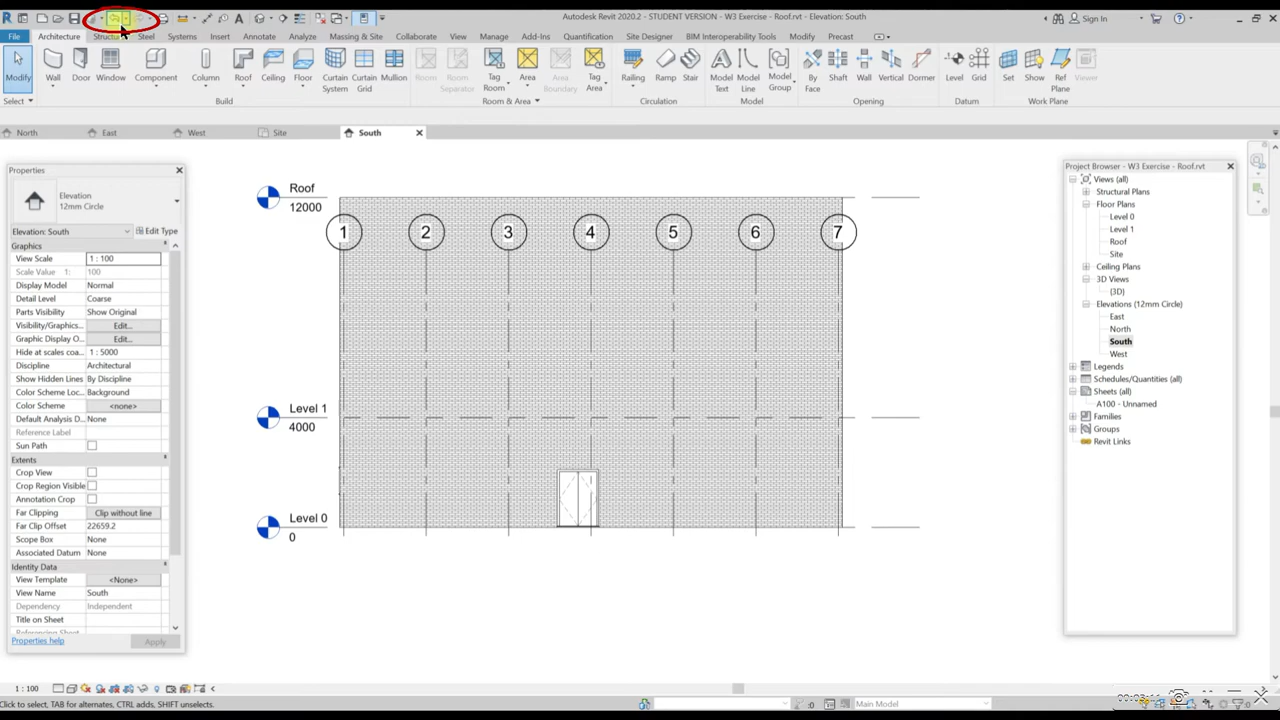 Autodesk Revit 2020.2 - STUDENT VERSION - W3 Exercise - Roof.rvt - Elevation: South
Sign In
File Architecture Structure Steel Systems Insert Annotate Analyze Massing & Site Collaborate View Manage Add-Ins Quantification Site Designer BIM Interoperability Tools Modify Precast
Modify Wall Door Window Component Column Roof Ceiling Floor Curtain System Curtain Grid Mullion Room Room Separator Tag Room Area Area Boundary Tag Area Railing Ramp Stair Model Text Model Line Model Group By Face Shaft Wall Vertical Dormer Level Grid Set Show Ref Plane Viewer
Select Build Room & Area Circulation Model Opening Datum Work Plane
North East West Site South
Properties
Elevation
12mm Circle
Elevation: South Edit Type
Graphics
View Scale 1 : 100
Scale Value 1: 100
Display Model Normal
Detail Level Coarse
Parts Visibility Show Original
Visibility/Graphics... Edit...
Graphic Display O... Edit...
Hide at scales coa... 1 : 5000
Discipline Architectural
Show Hidden Lines By Discipline
Color Scheme Loc... Background
Color Scheme <none>
Default Analysis D... None
Reference Label
Sun Path
Extents
Crop View
Crop Region Visible
Annotation Crop
Far Clipping Clip without line
Far Clip Offset 22659.2
Scope Box None
Associated Datum None
Identity Data
View Template <None>
View Name South
Dependency Independent
Title on Sheet
Properties help Apply
Roof
12000
1 2 3 4 5 6 7
Level 1
4000
Level 0
0
Project Browser - W3 Exercise - Roof.rvt
Views (all)
Structural Plans
Floor Plans
Level 0
Level 1
Roof
Site
Ceiling Plans
3D Views
(3D)
Elevations (12mm Circle)
East
North
South
West
Legends
Schedules/Quantities (all)
Sheets (all)
A100 - Unnamed
Families
Groups
Revit Links
1 : 100
Click to select, TAB for alternates, CTRL adds, SHIFT unselects.
:0 Main Model